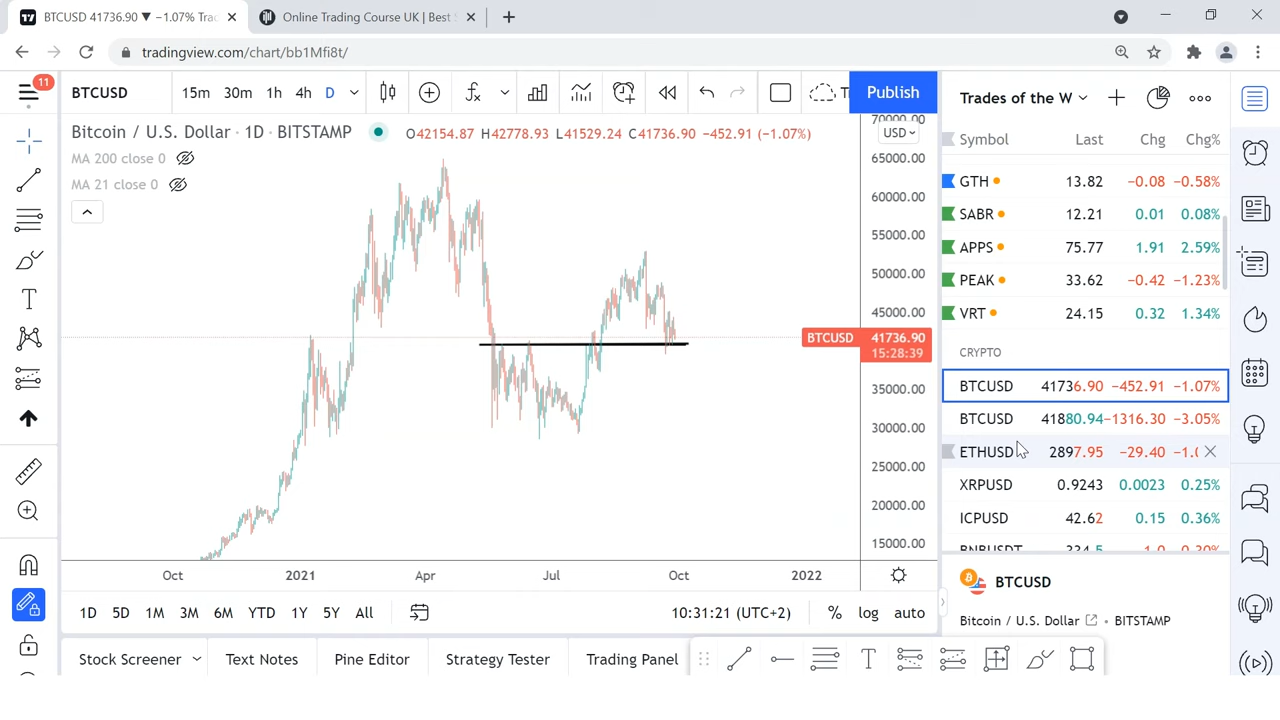 BTCUSD 41736.90 ▼ −1.07% Tra
Online Trading Course UK | Best
tradingview.com/chart/bb1Mfi8t/
11
BTCUSD
15m 30m 1h 4h D
Publish
Trades of the W
Bitcoin / U.S. Dollar · 1D · BITSTAMP
O42154.87 H42778.93 L41529.24 C41736.90 −452.91 (−1.07%)
MA 200 close 0
MA 21 close 0
USD
70000.00
65000.00
60000.00
55000.00
50000.00
45000.00
BTCUSD 41736.90
15:28:39
35000.00
30000.00
25000.00
20000.00
15000.00
Oct 2021 Apr Jul Oct 2022
1D 5D 1M 3M 6M YTD 1Y 5Y All
10:31:21 (UTC+2) % log auto
Stock Screener Text Notes Pine Editor Strategy Tester Trading Panel
Symbol Last Chg Chg%
GTH 13.82 −0.08 −0.58%
SABR 12.21 0.01 0.08%
APPS 75.77 1.91 2.59%
PEAK 33.62 −0.42 −1.23%
VRT 24.15 0.32 1.34%
CRYPTO
BTCUSD 41736.90 −452.91 −1.07%
BTCUSD 41880.94 −1316.30 −3.05%
ETHUSD 2897.95 −29.40 −1.0
XRPUSD 0.9243 0.0023 0.25%
ICPUSD 42.62 0.15 0.36%
BNBUSDT
BTCUSD
Bitcoin / U.S. Dollar • BITSTAMP